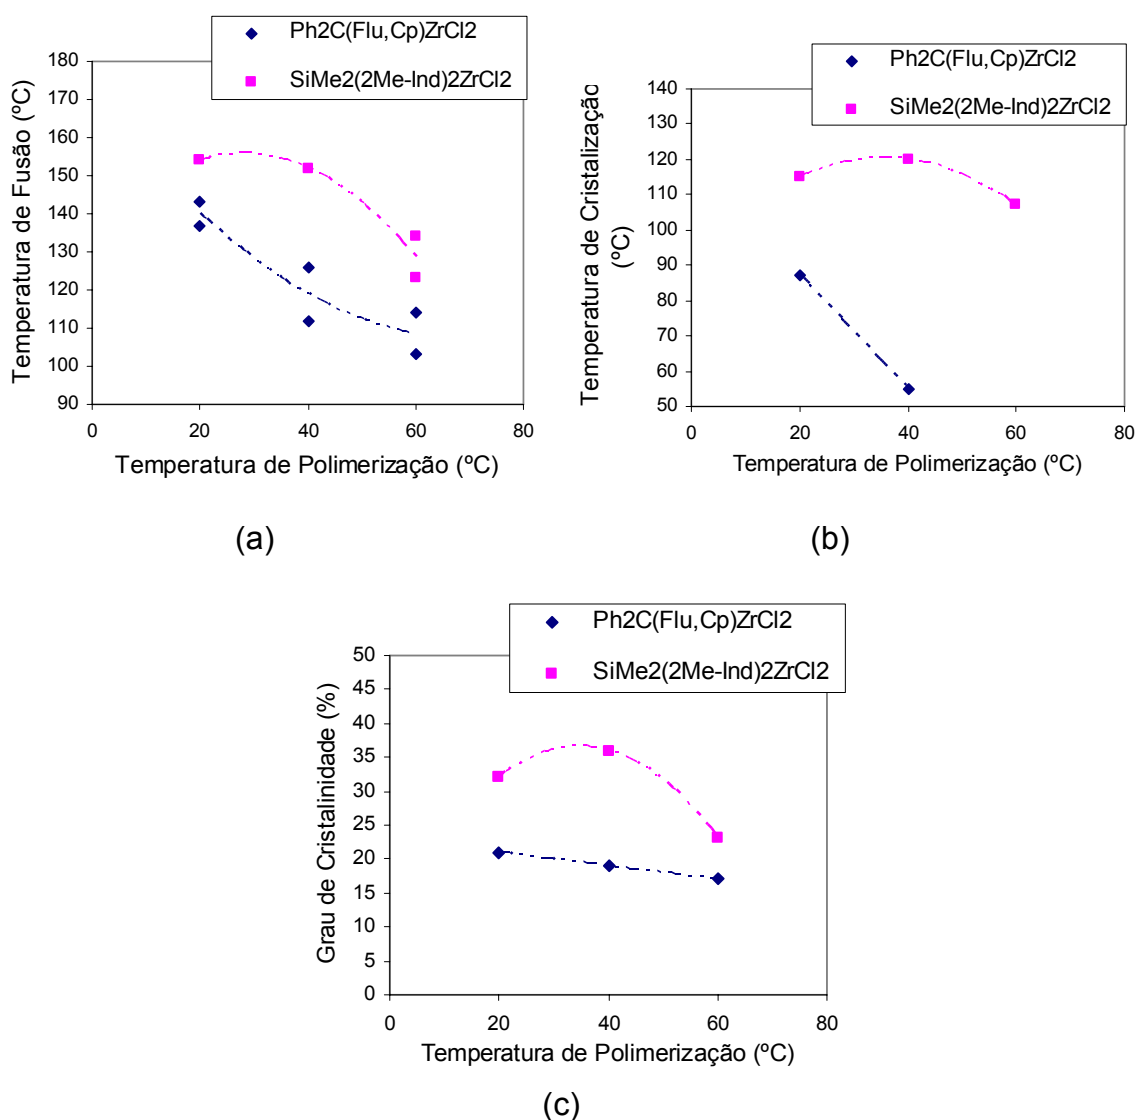 Ph2C(Flu,Cp)ZrCl2
SiMe2(2Me-Ind)2ZrCl2
180
170
160
150
140
130
120
110
100
90
0 20 40 60 80
Temperatura de Fusão (ºC)
Temperatura de Polimerização (ºC)
(a)
Ph2C(Flu,Cp)ZrCl2
SiMe2(2Me-Ind)2ZrCl2
140
130
120
110
100
90
80
70
60
50
0 20 40 60 80
Temperatura de Cristalização
(ºC)
Temperatura de Polimerização (ºC)
(b)
Ph2C(Flu,Cp)ZrCl2
SiMe2(2Me-Ind)2ZrCl2
50
45
40
35
30
25
20
15
10
5
0
0 20 40 60 80
Grau de Cristalinidade (%)
Temperatura de Polimerização (ºC)
(c)